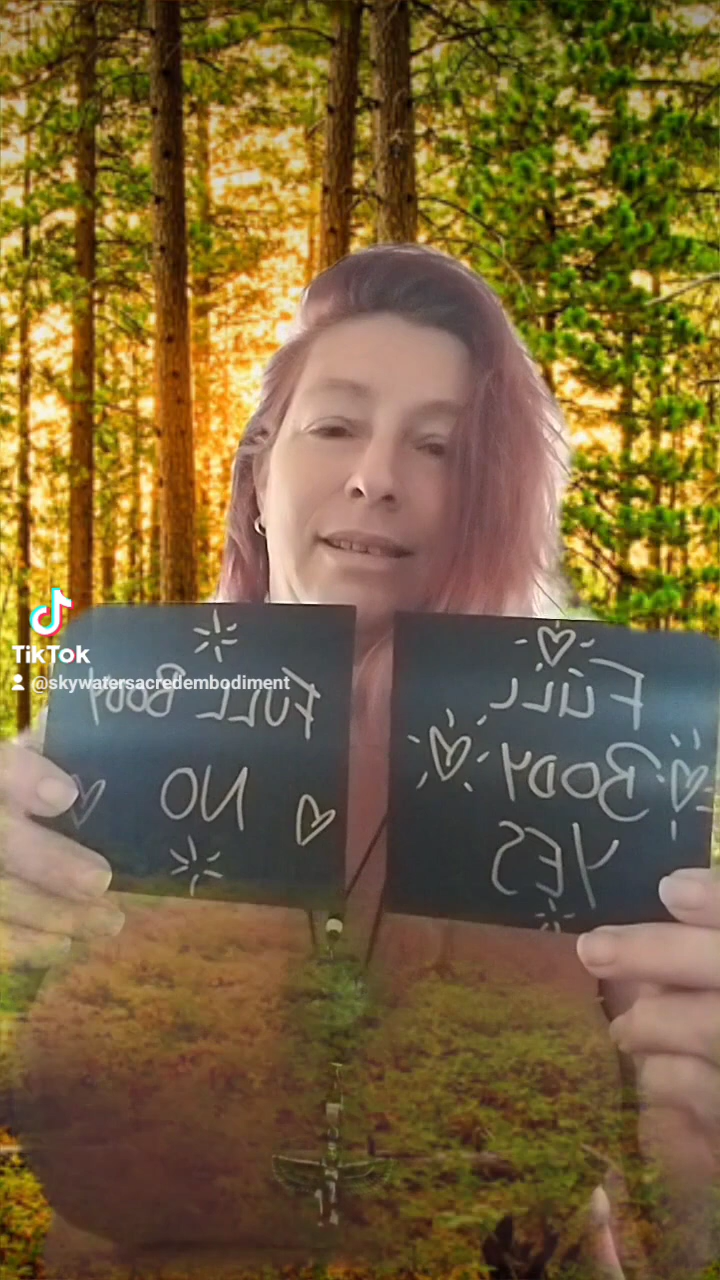 TikTok
@skywatersacredembodiment
FULL BODY
NO
FULL
BODY
YES